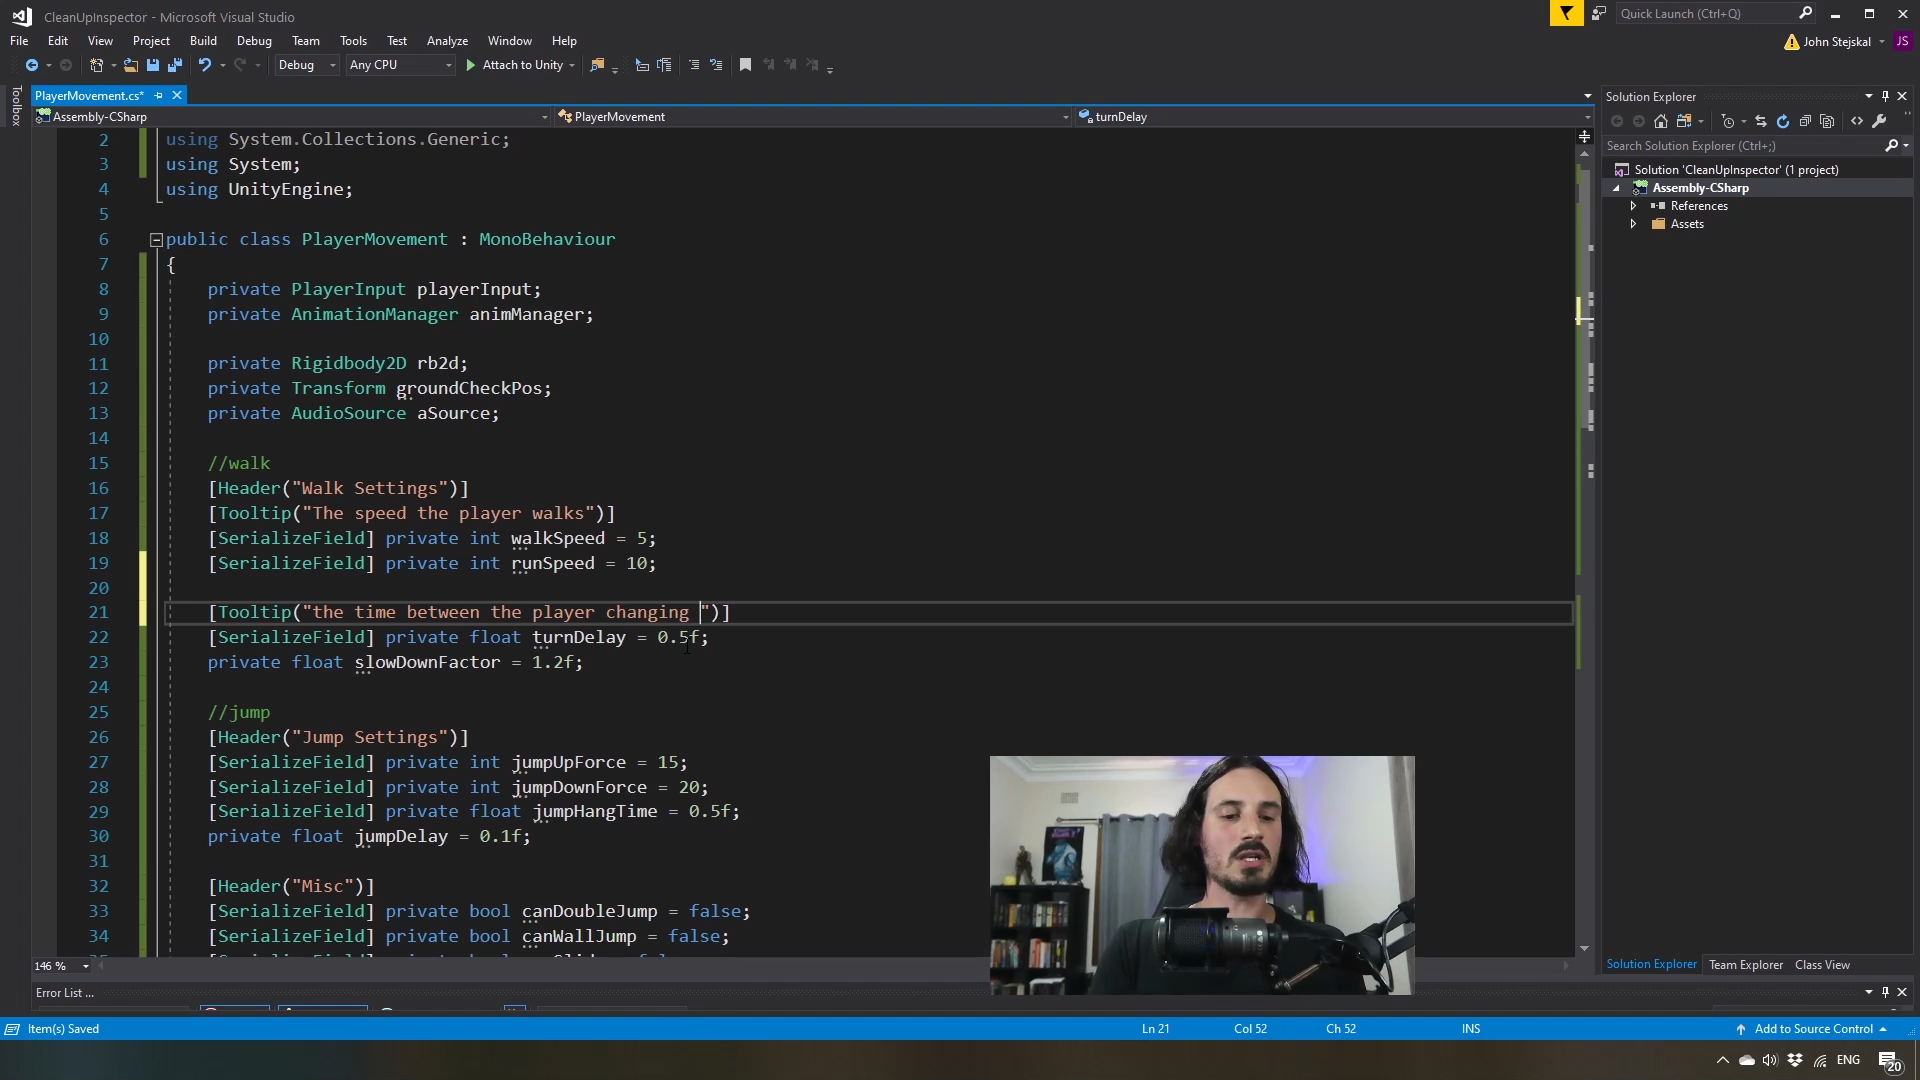 CleanUpInspector - Microsoft Visual Studio
Quick Launch (Ctrl+Q)
File Edit View Project Build Debug Team Tools Test Analyze Window Help
John Stejskal JS
Debug Any CPU Attach to Unity
Toolbox
PlayerMovement.cs*
Assembly-CSharp PlayerMovement turnDelay
2 using System.Collections.Generic;
3 using System;
4 using UnityEngine;
5
6 public class PlayerMovement : MonoBehaviour
7 {
8 private PlayerInput playerInput;
9 private AnimationManager animManager;
10
11 private Rigidbody2D rb2d;
12 private Transform groundCheckPos;
13 private AudioSource aSource;
14
15 //walk
16 [Header("Walk Settings")]
17 [Tooltip("The speed the player walks")]
18 [SerializeField] private int walkSpeed = 5;
19 [SerializeField] private int runSpeed = 10;
20
21 [Tooltip("the time between the player changing ")]
22 [SerializeField] private float turnDelay = 0.5f;
23 private float slowDownFactor = 1.2f;
24
25 //jump
26 [Header("Jump Settings")]
27 [SerializeField] private int jumpUpForce = 15;
28 [SerializeField] private int jumpDownForce = 20;
29 [SerializeField] private float jumpHangTime = 0.5f;
30 private float jumpDelay = 0.1f;
31
32 [Header("Misc")]
33 [SerializeField] private bool canDoubleJump = false;
34 [SerializeField] private bool canWallJump = false;
146 %
Error List ...
Solution Explorer
Search Solution Explorer (Ctrl+;)
Solution 'CleanUpInspector' (1 project)
Assembly-CSharp
References
Assets
Solution Explorer Team Explorer Class View
Item(s) Saved Ln 21 Col 52 Ch 52 INS Add to Source Control
ENG 20